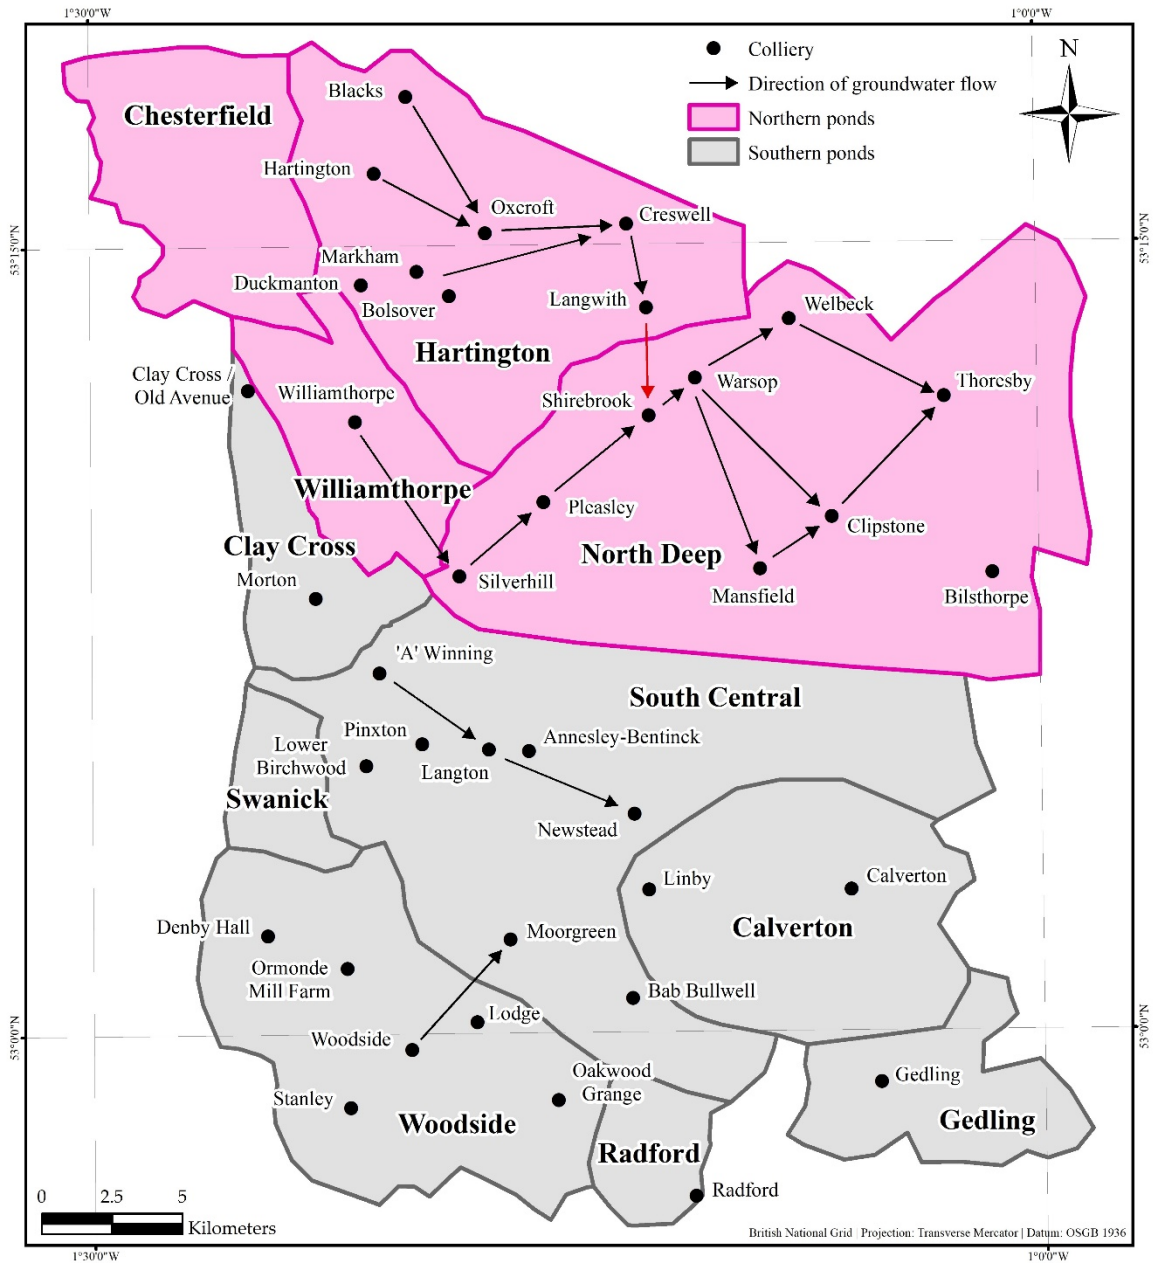 1°30'0"W
1°0'0"W
N
Colliery
Direction of groundwater flow
Northern ponds
Southern ponds
Blacks
Chesterfield
Hartington
Oxcroft
Creswell
53°15'0"N
53°15'0"N
Markham
Duckmanton
Bolsover
Langwith
Welbeck
Hartington
Clay Cross /
Old Avenue
Williamthorpe
Shirebrook
Warsop
Thoresby
Williamthorpe
Pleasley
Clipstone
Clay Cross
North Deep
Morton
Silverhill
Mansfield
Bilsthorpe
'A' Winning
South Central
Pinxton
Annesley-Bentinck
Lower
Birchwood
Langton
Swanick
Newstead
Linby
Calverton
Denby Hall
Moorgreen
Calverton
Ormonde
Mill Farm
Bab Bullwell
Lodge
Woodside
53°0'0"N
53°0'0"N
Oakwood
Grange
Gedling
Stanley
Woodside
Gedling
Radford
Radford
0 2.5 5
Kilometers
British National Grid | Projection: Transverse Mercator | Datum: OSGB 1936
1°30'0"W
1°0'0"W